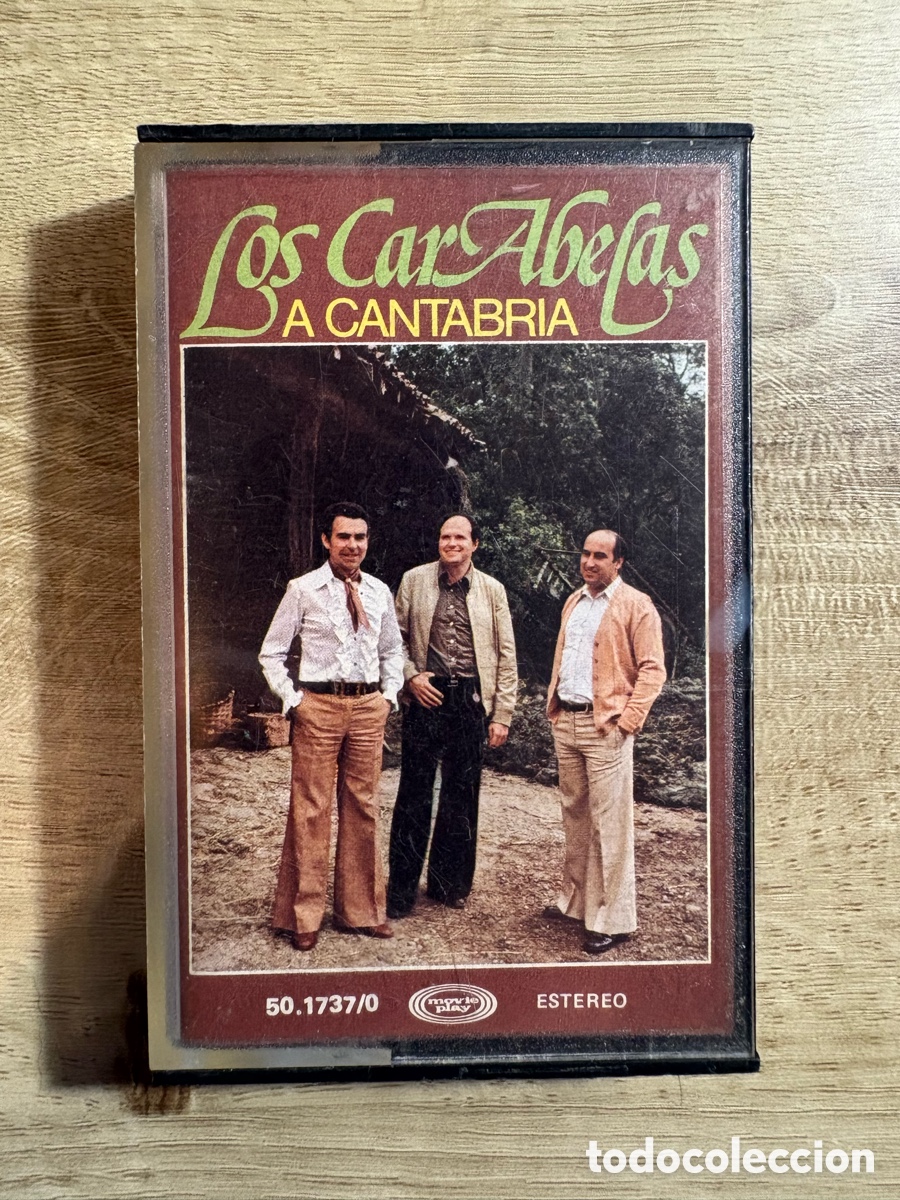 Los CarAbelas
A CANTABRIA
50.1737/0 movie play ESTEREO
todocoleccion